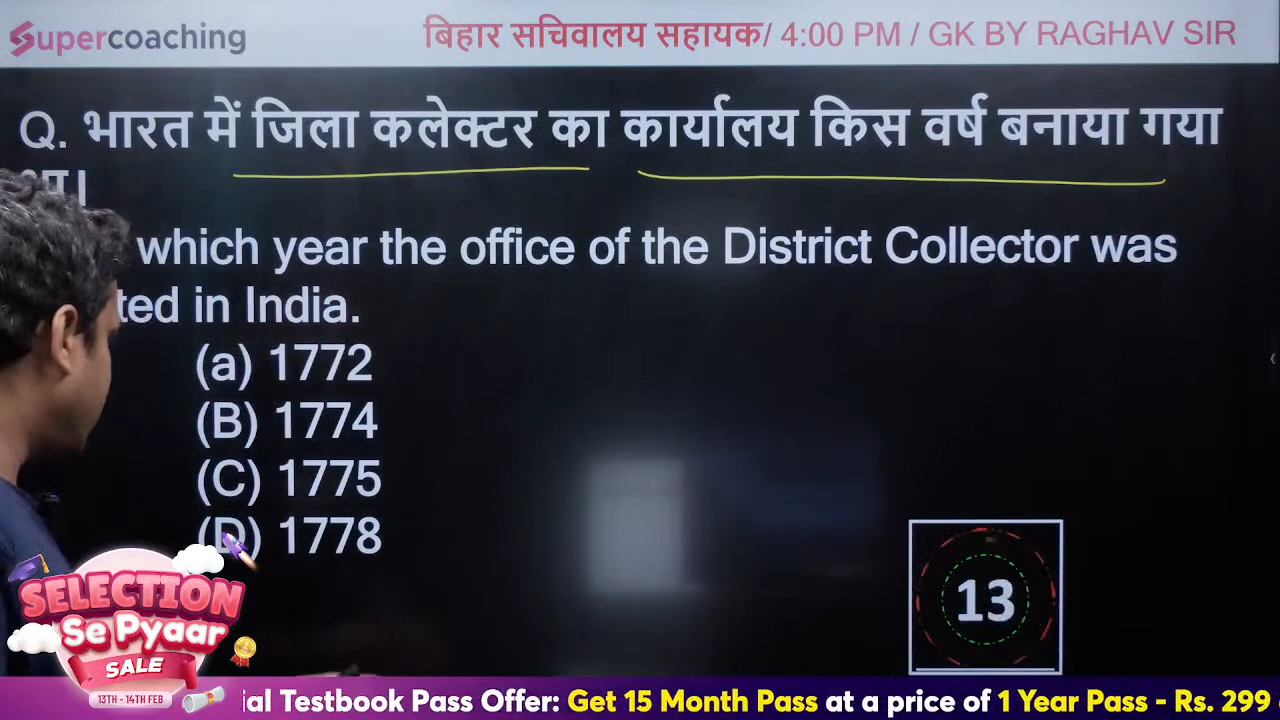 Supercoaching
बिहार सचिवालय सहायक/ 4:00 PM / GK BY RAGHAV SIR
Q. भारत में जिला कलेक्टर का कार्यालय किस वर्ष बनाया गया
which year the office of the District Collector was
ted in India.
(a) 1772
(B) 1774
(C) 1775
(D) 1778
13
SELECTION
Se Pyaar
SALE
13TH - 14TH FEB
ial Testbook Pass Offer: Get 15 Month Pass at a price of 1 Year Pass - Rs. 299